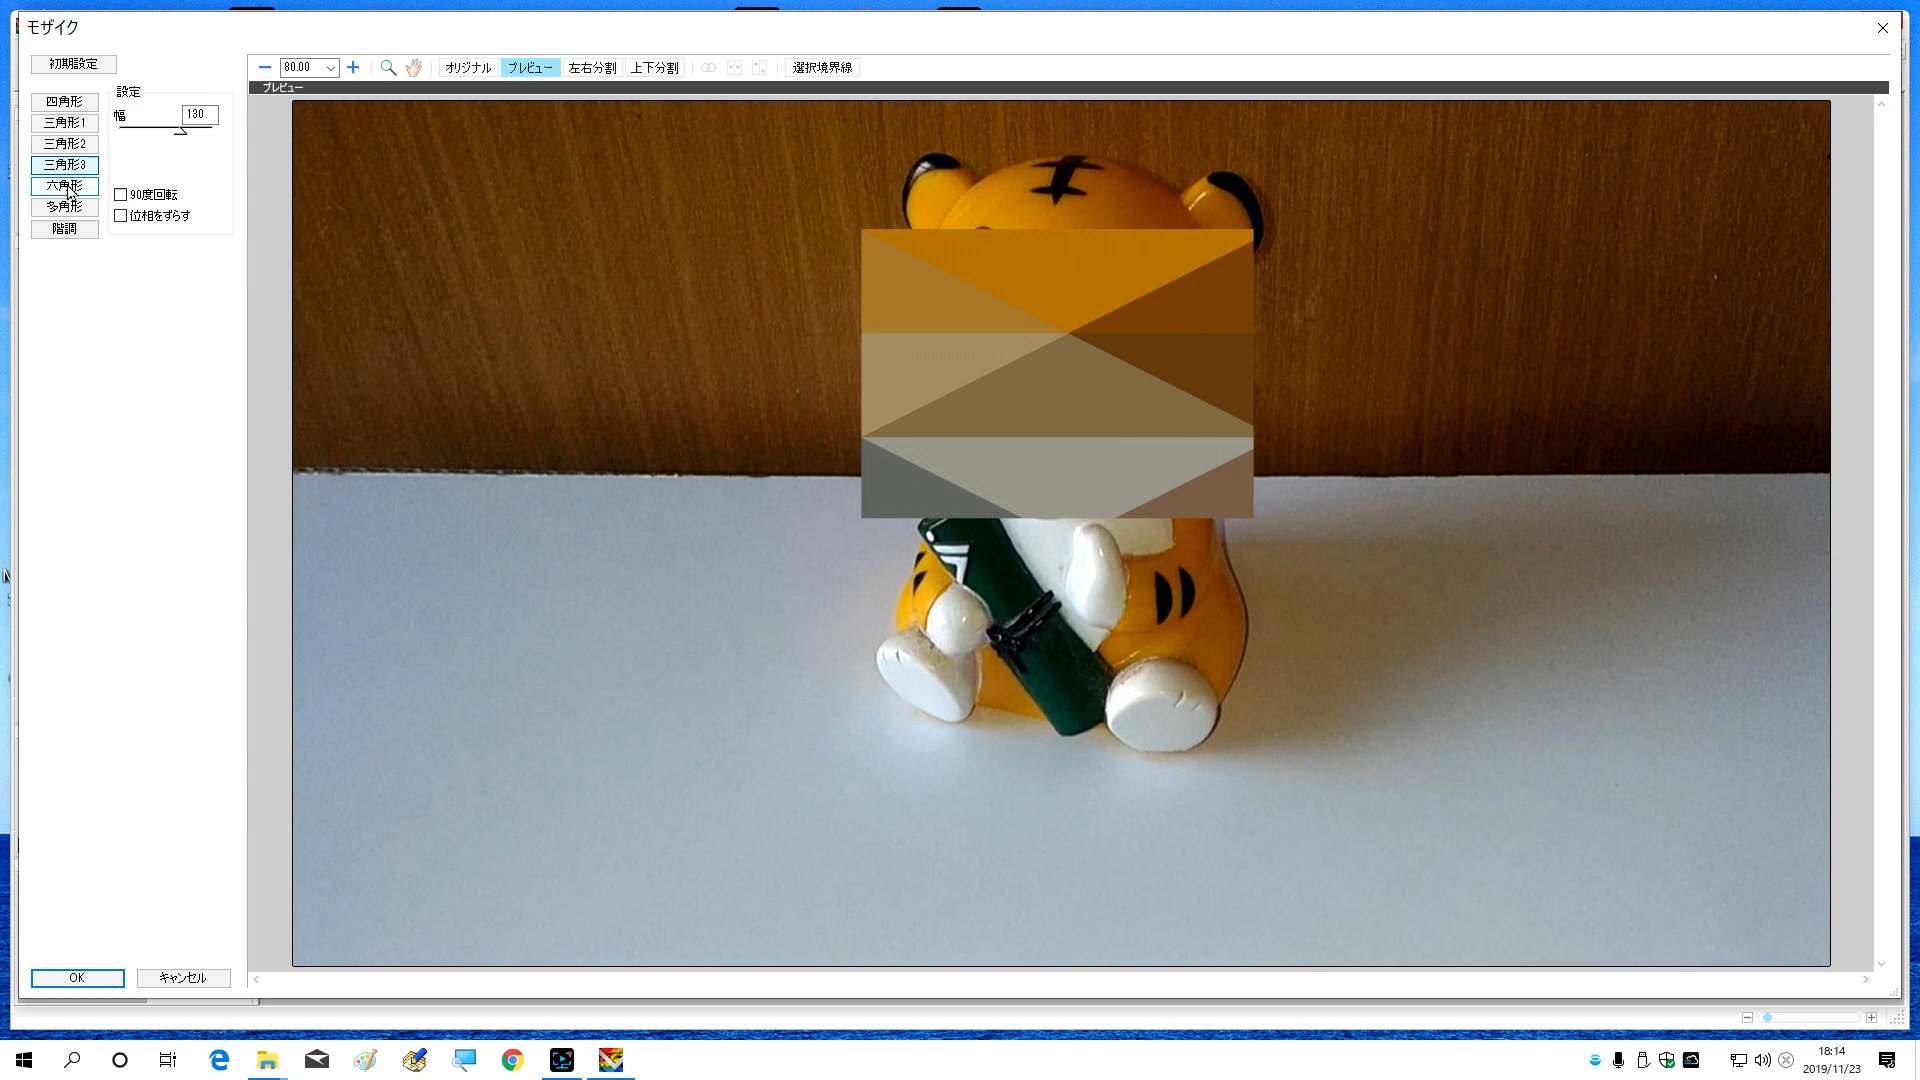 モザイク
初期設定
四角形
三角形1
三角形2
三角形3
六角形
多角形
階調
設定
幅
130
90度回転
位相をずらす
80.00
オリジナル
プレビュー
左右分割
上下分割
選択境界線
プレビュー
OK
キャンセル
18:14
2019/11/23